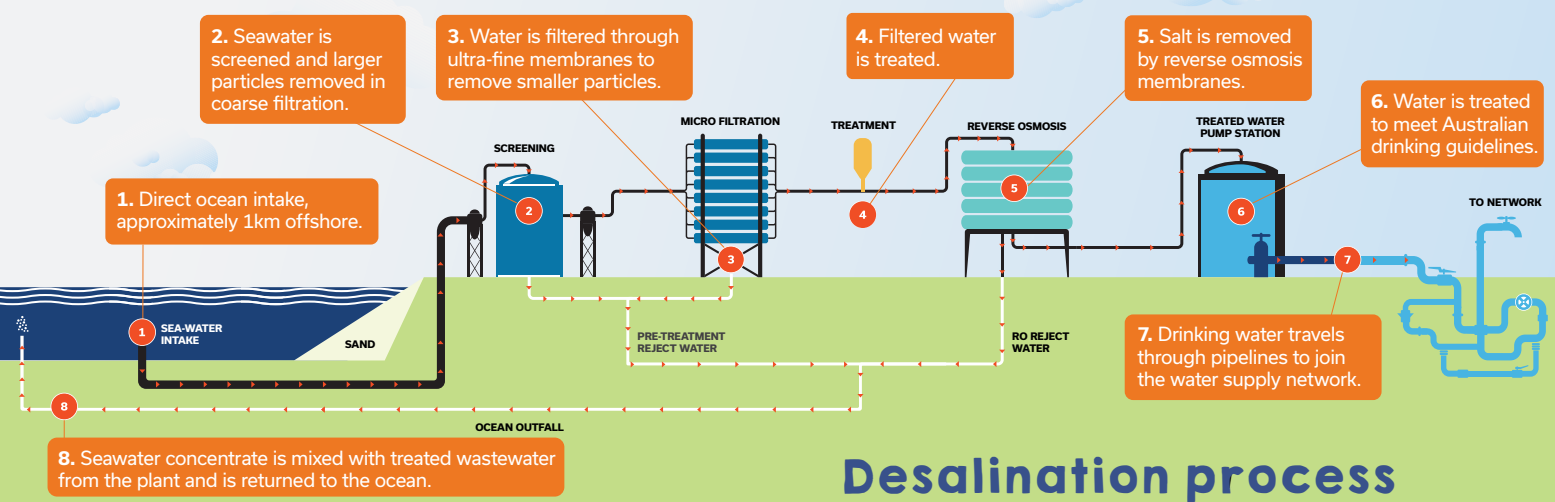 2. Seawater is
screened and larger
particles removed in
coarse filtration.
3. Water is filtered through
ultra-fine membranes to
remove smaller particles.
4. Filtered water
is treated.
5. Salt is removed
by reverse osmosis
membranes.
6. Water is treated
to meet Australian
drinking guidelines.
1. Direct ocean intake,
approximately 1km offshore.
SCREENING
MICRO FILTRATION
TREATMENT
REVERSE OSMOSIS
TREATED WATER
PUMP STATION
TO NETWORK
2
3
4
5
6
7
1
SEA-WATER
INTAKE
SAND
PRE-TREATMENT
REJECT WATER
RO REJECT
WATER
7. Drinking water travels
through pipelines to join
the water supply network.
8
OCEAN OUTFALL
8. Seawater concentrate is mixed with treated wastewater
from the plant and is returned to the ocean.
Desalination process